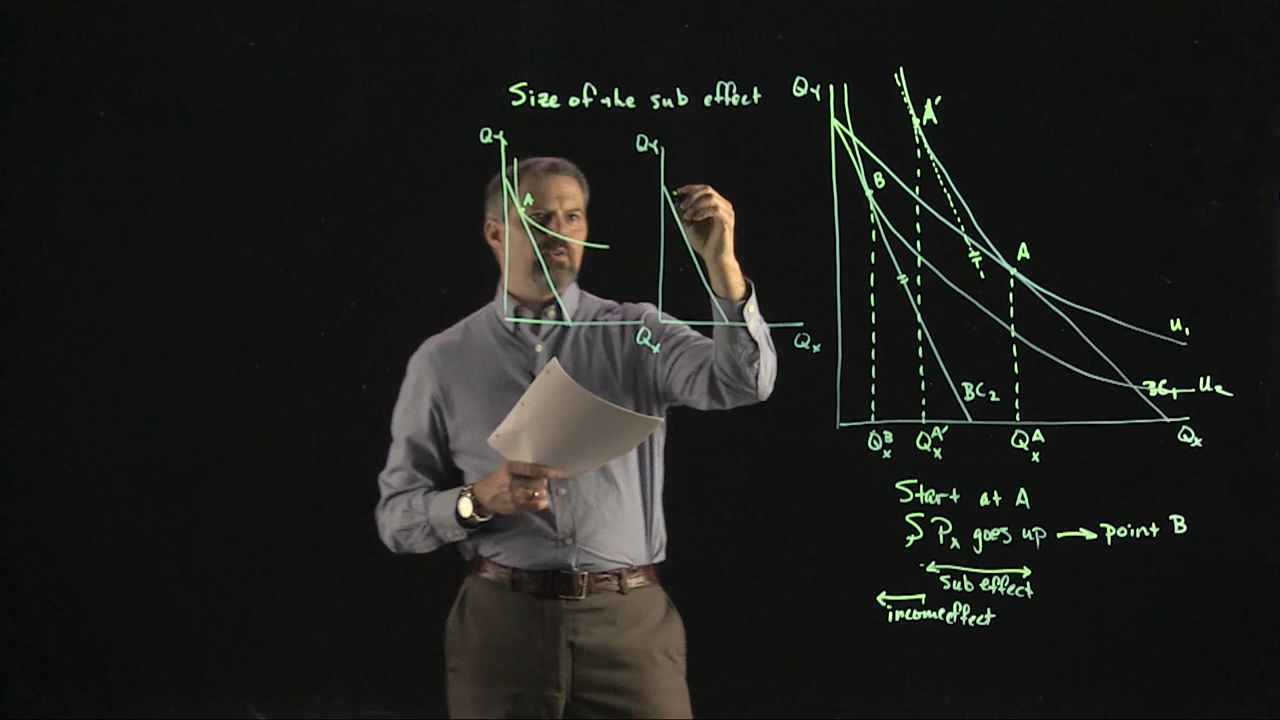 Size of the sub effect
Qy
A
Qx
Qy
Qx
Qy
A'
B
A
U1
BC1
U2
BC2
QxB
QxA'
QxA
Qx
Start at A
Px goes up → point B
sub effect
income effect